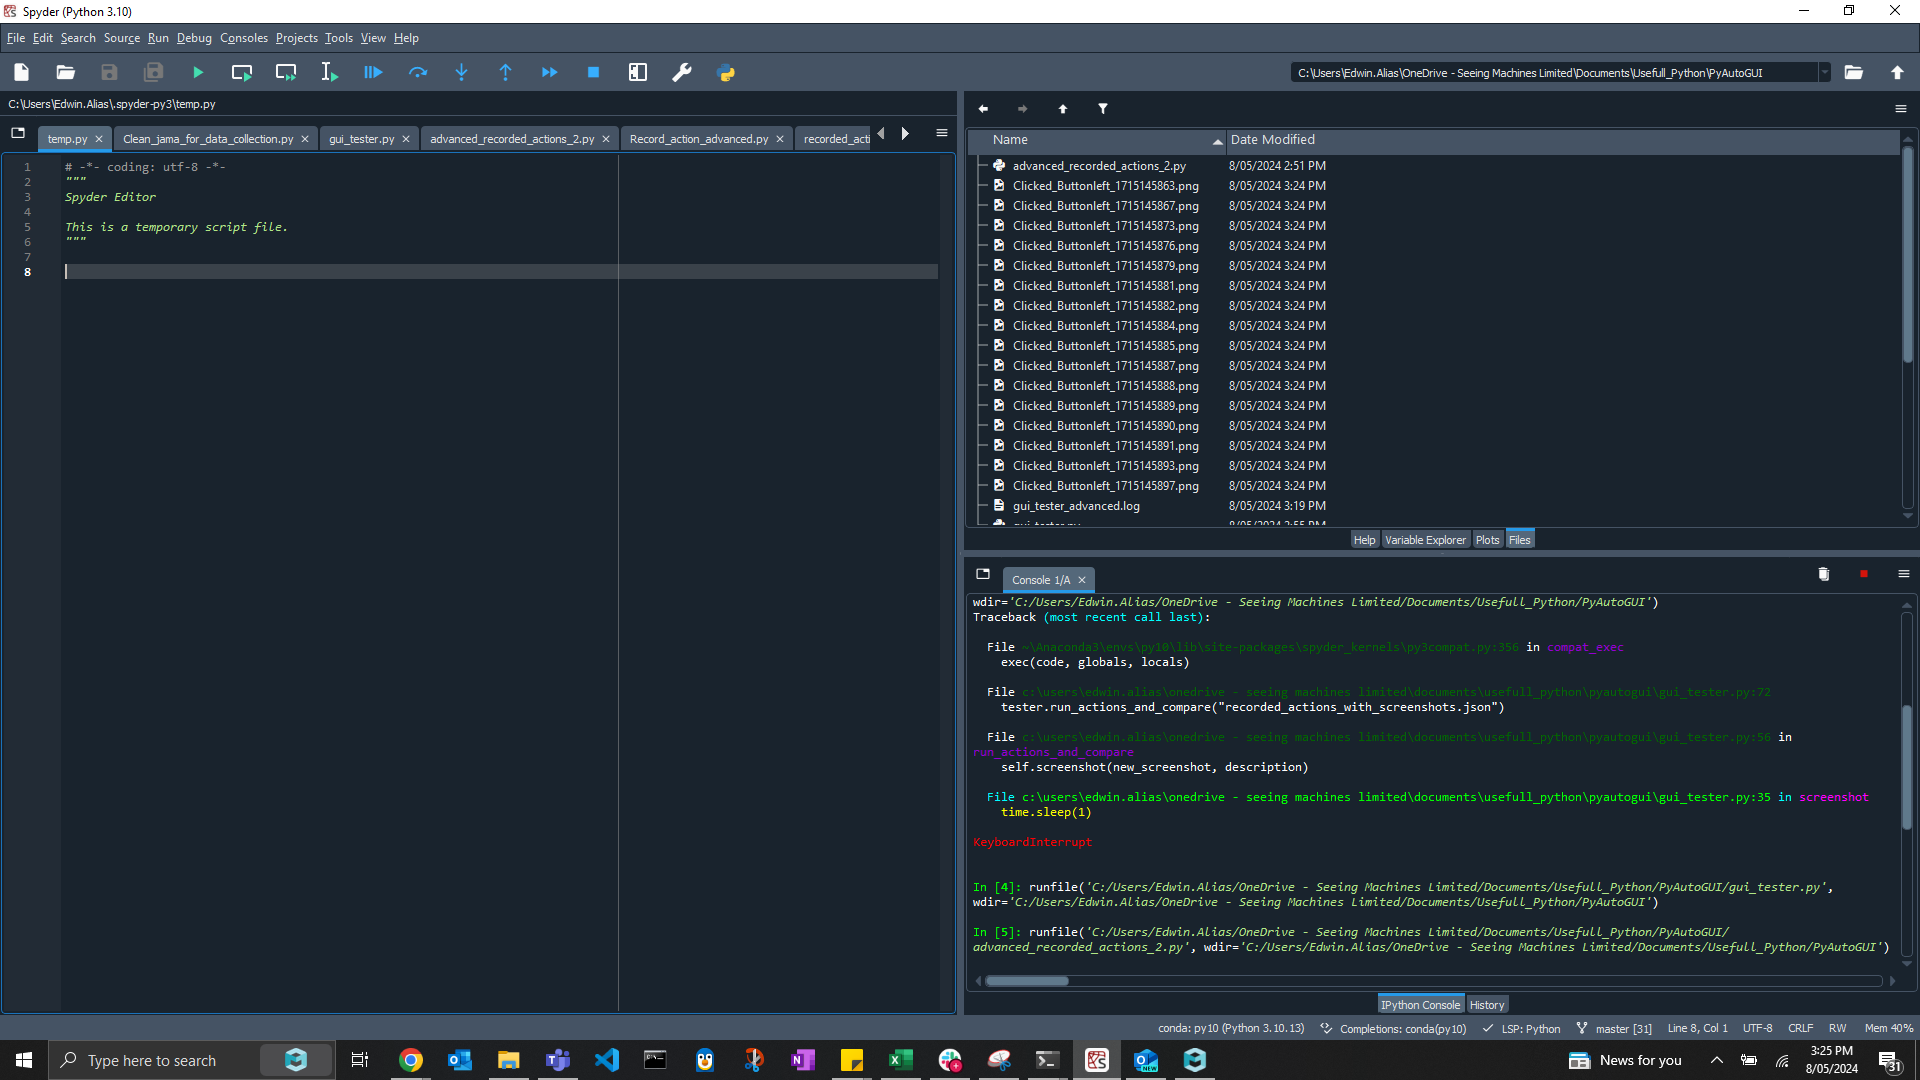 Spyder (Python 3.10)
File Edit Search Source Run Debug Consoles Projects Tools View Help
C:\Users\Edwin.Alias\OneDrive - Seeing Machines Limited\Documents\Usefull_Python\PyAutoGUI
C:\Users\Edwin.Alias\.spyder-py3\temp.py
temp.py Clean_jama_for_data_collection.py gui_tester.py advanced_recorded_actions_2.py Record_action_advanced.py recorded_acti
1 # -*- coding: utf-8 -*-
2 """
3 Spyder Editor
4
5 This is a temporary script file.
6 """
7
8
Name Date Modified
advanced_recorded_actions_2.py 8/05/2024 2:51 PM
Clicked_Buttonleft_1715145863.png 8/05/2024 3:24 PM
Clicked_Buttonleft_1715145867.png 8/05/2024 3:24 PM
Clicked_Buttonleft_1715145873.png 8/05/2024 3:24 PM
Clicked_Buttonleft_1715145876.png 8/05/2024 3:24 PM
Clicked_Buttonleft_1715145879.png 8/05/2024 3:24 PM
Clicked_Buttonleft_1715145881.png 8/05/2024 3:24 PM
Clicked_Buttonleft_1715145882.png 8/05/2024 3:24 PM
Clicked_Buttonleft_1715145884.png 8/05/2024 3:24 PM
Clicked_Buttonleft_1715145885.png 8/05/2024 3:24 PM
Clicked_Buttonleft_1715145887.png 8/05/2024 3:24 PM
Clicked_Buttonleft_1715145888.png 8/05/2024 3:24 PM
Clicked_Buttonleft_1715145889.png 8/05/2024 3:24 PM
Clicked_Buttonleft_1715145890.png 8/05/2024 3:24 PM
Clicked_Buttonleft_1715145891.png 8/05/2024 3:24 PM
Clicked_Buttonleft_1715145893.png 8/05/2024 3:24 PM
Clicked_Buttonleft_1715145897.png 8/05/2024 3:24 PM
gui_tester_advanced.log 8/05/2024 3:19 PM
Help Variable Explorer Plots Files
Console 1/A
wdir='C:/Users/Edwin.Alias/OneDrive - Seeing Machines Limited/Documents/Usefull_Python/PyAutoGUI')
Traceback (most recent call last):
File ~\Anaconda3\envs\py10\lib\site-packages\spyder_kernels\py3compat.py:356 in compat_exec
exec(code, globals, locals)
File c:\users\edwin.alias\onedrive - seeing machines limited\documents\usefull_python\pyautogui\gui_tester.py:72
tester.run_actions_and_compare("recorded_actions_with_screenshots.json")
File c:\users\edwin.alias\onedrive - seeing machines limited\documents\usefull_python\pyautogui\gui_tester.py:56 in
run_actions_and_compare
self.screenshot(new_screenshot, description)
File c:\users\edwin.alias\onedrive - seeing machines limited\documents\usefull_python\pyautogui\gui_tester.py:35 in screenshot
time.sleep(1)
KeyboardInterrupt
In [4]: runfile('C:/Users/Edwin.Alias/OneDrive - Seeing Machines Limited/Documents/Usefull_Python/PyAutoGUI/gui_tester.py',
wdir='C:/Users/Edwin.Alias/OneDrive - Seeing Machines Limited/Documents/Usefull_Python/PyAutoGUI')
In [5]: runfile('C:/Users/Edwin.Alias/OneDrive - Seeing Machines Limited/Documents/Usefull_Python/PyAutoGUI/
advanced_recorded_actions_2.py', wdir='C:/Users/Edwin.Alias/OneDrive - Seeing Machines Limited/Documents/Usefull_Python/PyAutoGUI')
IPython Console History
conda: py10 (Python 3.10.13) Completions: conda(py10) LSP: Python master [31] Line 8, Col 1 UTF-8 CRLF RW Mem 40%
Type here to search
News for you
3:25 PM
8/05/2024
31